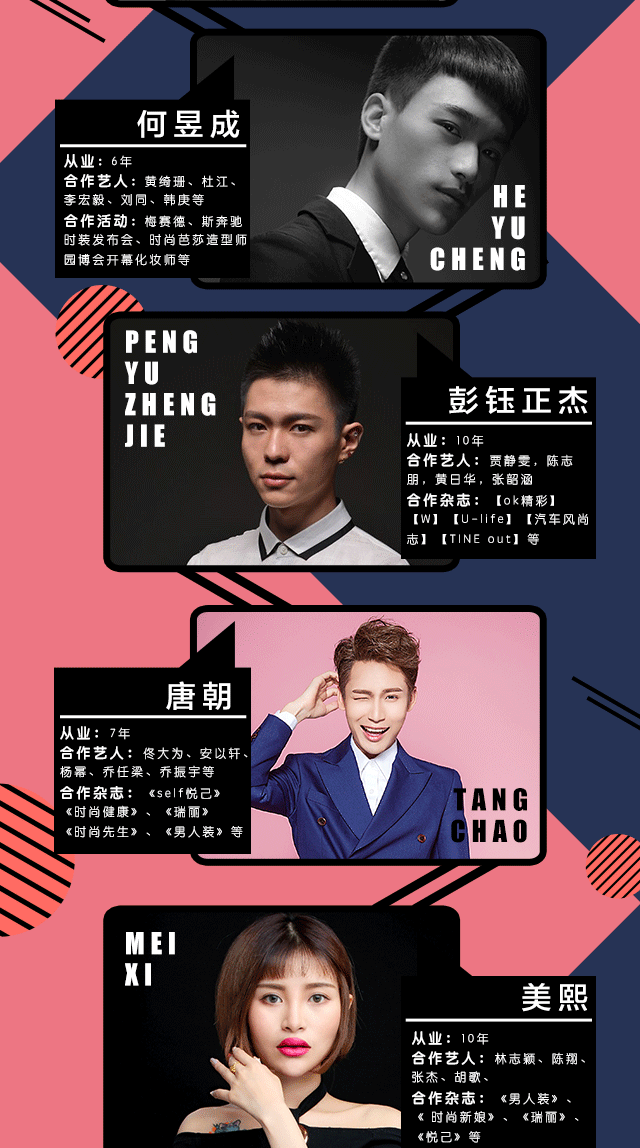 何昱成
从业：6年
合作艺人：黄绮珊、杜江、
李宏毅、刘同、韩庚等
合作活动：梅赛德、斯奔驰
时装发布会、时尚芭莎造型师
园博会开幕化妆师等
HE
YU
CHENG
PENG
YU
ZHENG
JIE
彭钰正杰
从业：10年
合作艺人：贾静雯，陈志
朋，黄日华，张韶涵
合作杂志：【ok精彩】
【W】【U-life】【汽车风尚
志】【TINE out】等
唐朝
从业：7年
合作艺人：佟大为、安以轩、
杨幂、乔任梁、乔振宇等
合作杂志：《self悦己》
《时尚健康》、《瑞丽》
《时尚先生》、《男人装》等
TANG
CHAO
MEI
XI
美熙
从业：10年
合作艺人：林志颖、陈翔、
张杰、胡歌、
合作杂志：《男人装》、
《 时尚新娘》、《瑞丽》、
《悦己》等